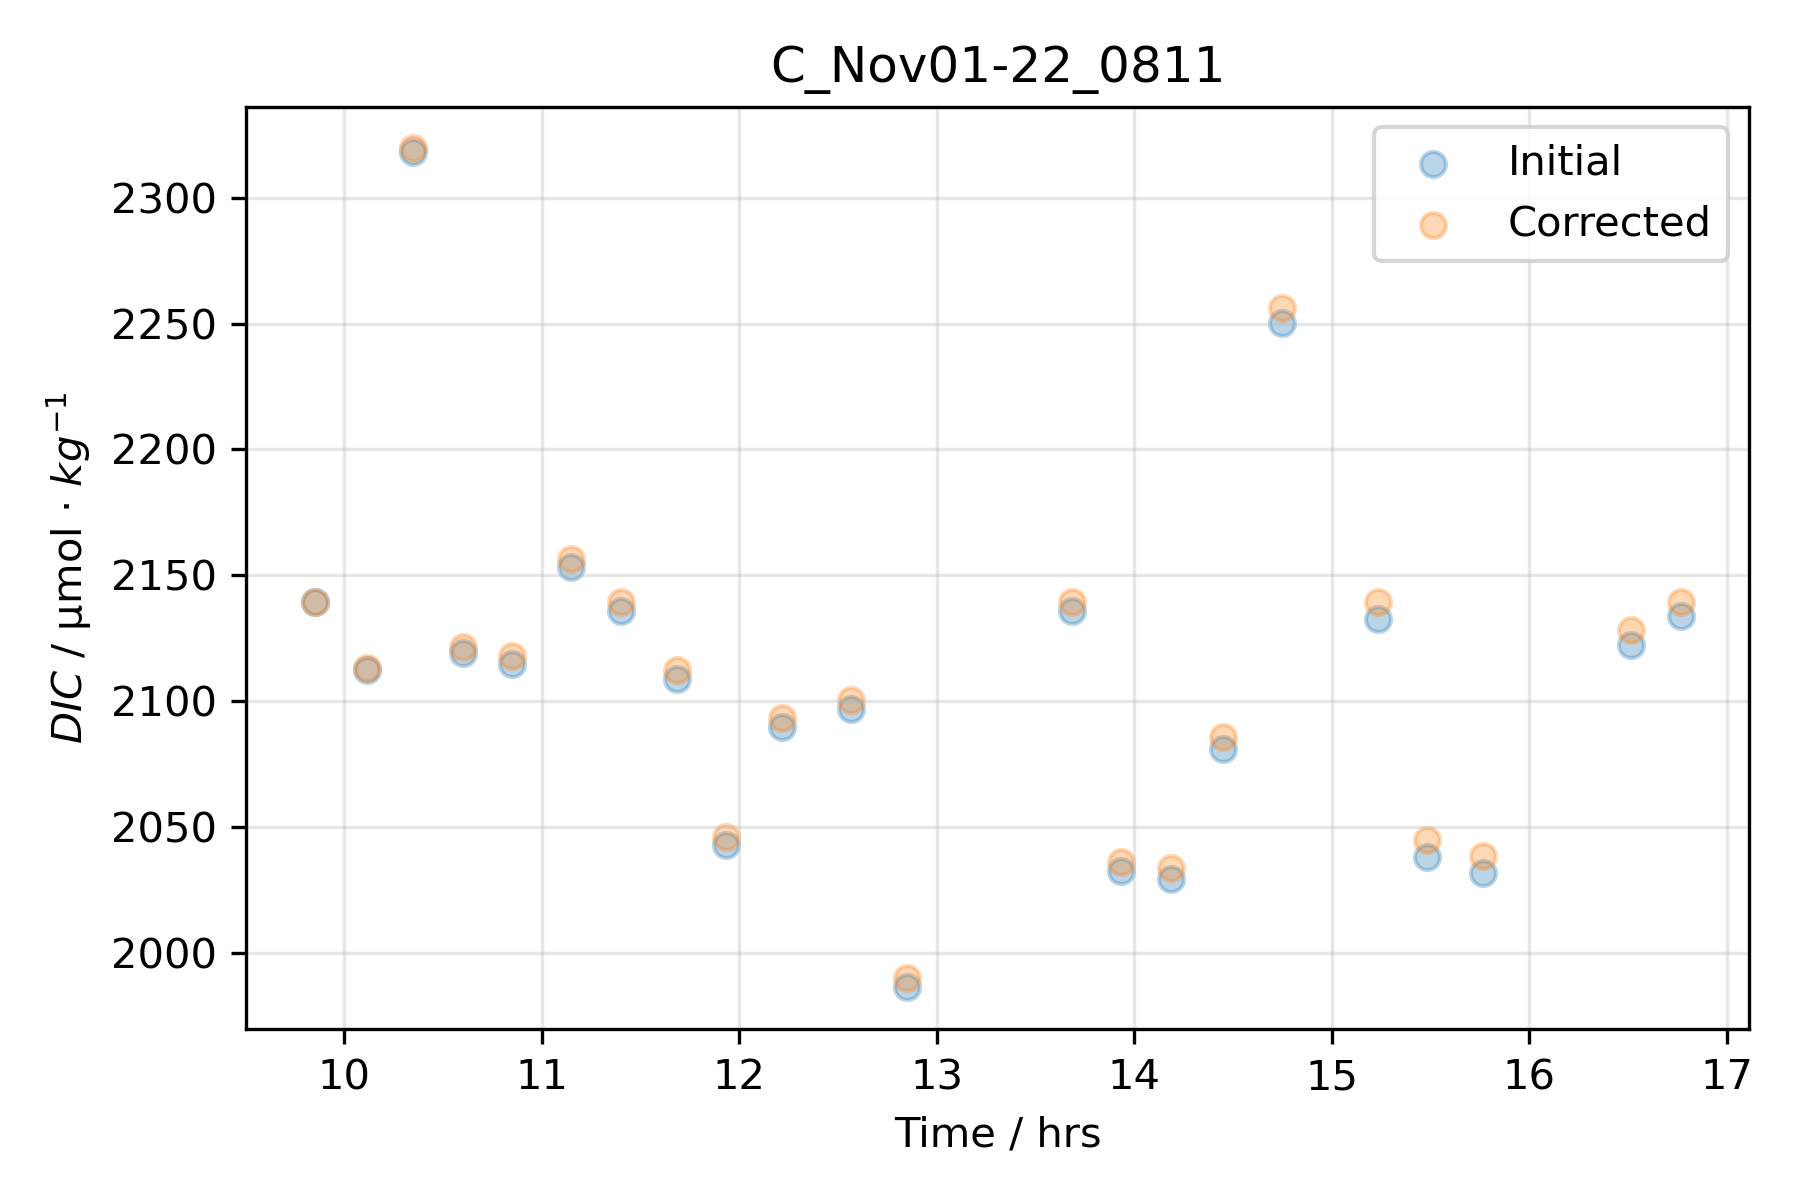 C_Nov01-22_0811
Initial
Corrected
DIC / µmol · kg⁻¹
2300
2250
2200
2150
2100
2050
2000
10 11 12 13 14 15 16 17
Time / hrs